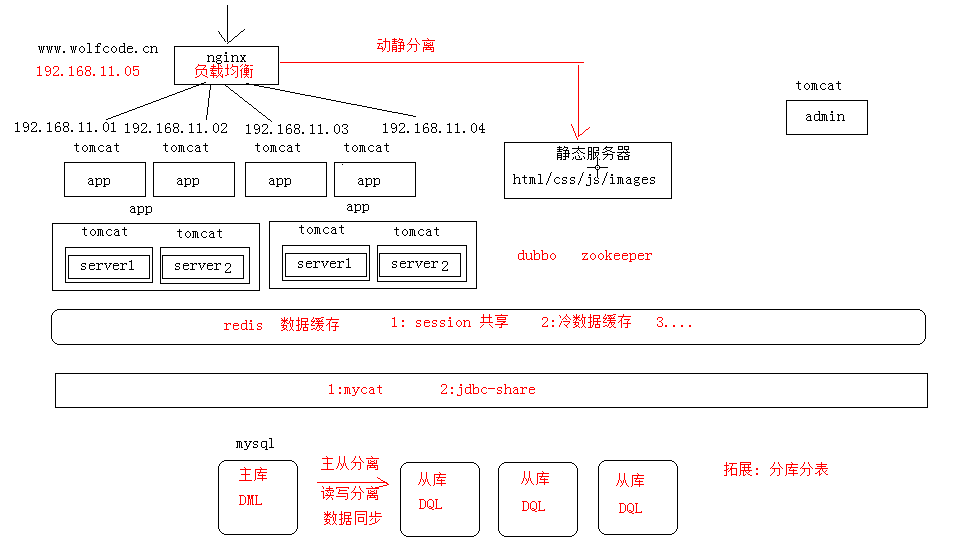 www.wolfcode.cn
192.168.11.05
nginx
负载均衡
动静分离
192.168.11.01
192.168.11.02
192.168.11.03
192.168.11.04
tomcat
tomcat
tomcat
tomcat
app
app
app
app
静态服务器
html/css/js/images
tomcat
admin
app
tomcat
tomcat
server1
server2
app
tomcat
tomcat
server1
server2
dubbo zookeeper
redis 数据缓存 1: session 共享 2:冷数据缓存 3....
1:mycat 2:jdbc-share
mysql
主库
DML
主从分离
读写分离
数据同步
从库
DQL
从库
DQL
从库
DQL
拓展: 分库分表